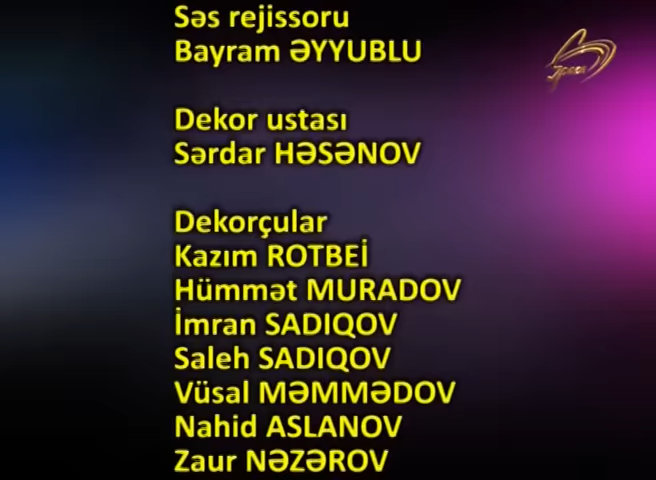 Səs rejissoru
Bayram ƏYYUBLU
Dekor ustası
Sərdar HƏSƏNOV
Dekorçular
Kazım ROTBEİ
Hümmət MURADOV
İmran SADIQOV
Saleh SADIQOV
Vüsal MƏMMƏDOV
Nahid ASLANOV
Zaur NƏZƏROV
Space